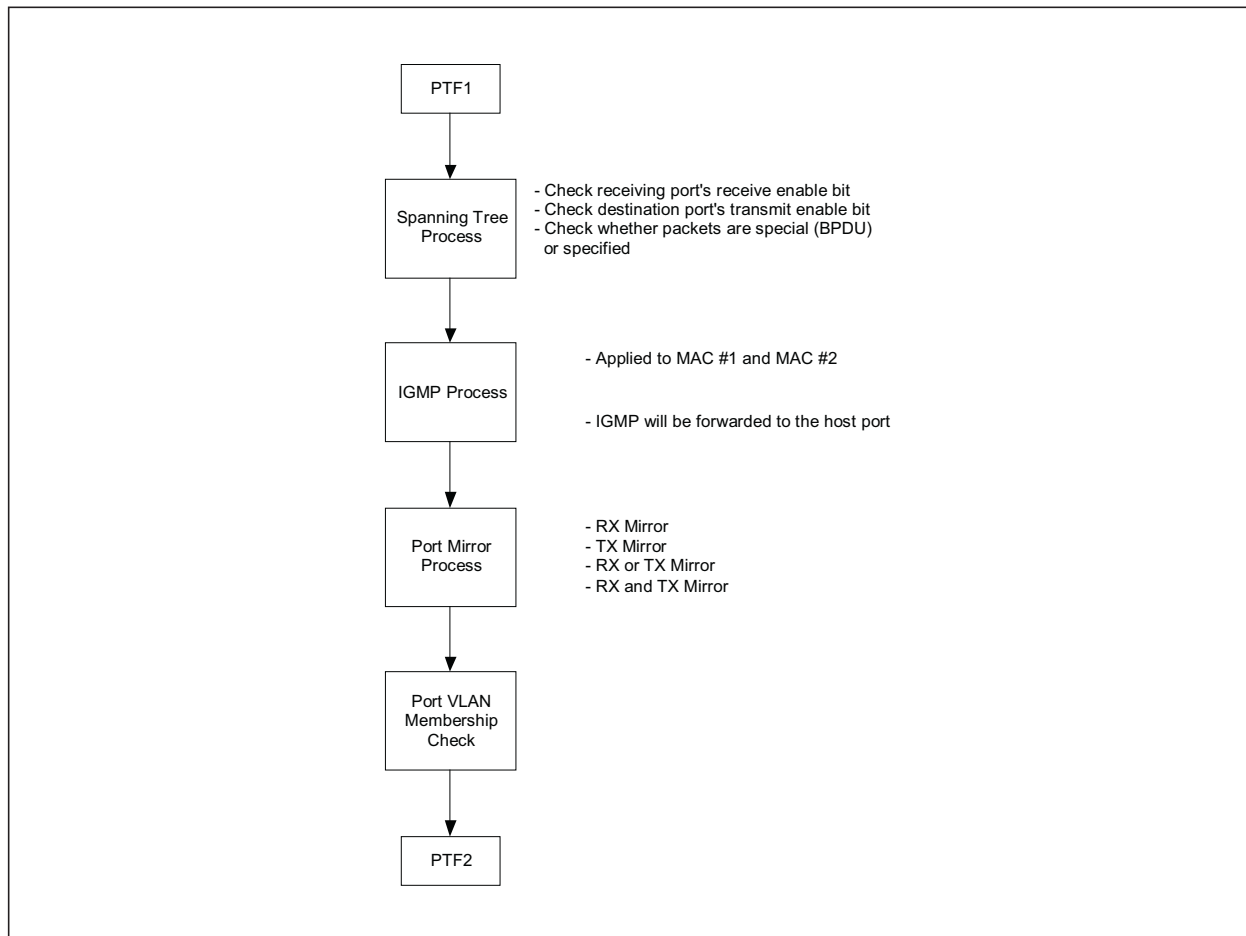 PTF1
Spanning Tree
Process
- Check receiving port's receive enable bit
- Check destination port's transmit enable bit
- Check whether packets are special (BPDU)
or specified
IGMP Process
- Applied to MAC #1 and MAC #2
- IGMP will be forwarded to the host port
Port Mirror
Process
- RX Mirror
- TX Mirror
- RX or TX Mirror
- RX and TX Mirror
Port VLAN
Membership
Check
PTF2